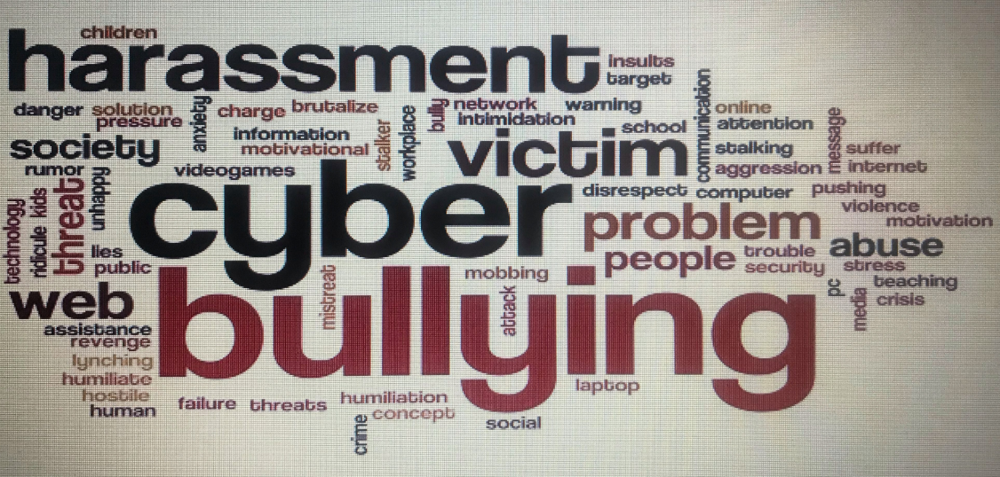 children
harassment
insults
target
danger
solution
pressure
anxiety
charge
brutalize
bully
network
warning
intimidation
communication
online
attention
message
society
information
motivational
stalker
workplace
victim
school
stalking
suffer
aggression
internet
rumor
videogames
unhappy
threat
kids
ridicule
technology
cyber
disrespect
computer
pushing
violence
motivation
problem
lies
public
people
trouble
security
abuse
stress
teaching
web
mistreat
mobbing
attack
bullying
pc
media
crisis
assistance
revenge
lynching
humiliate
hostile
human
failure
threats
humiliation
concept
crime
social
laptop